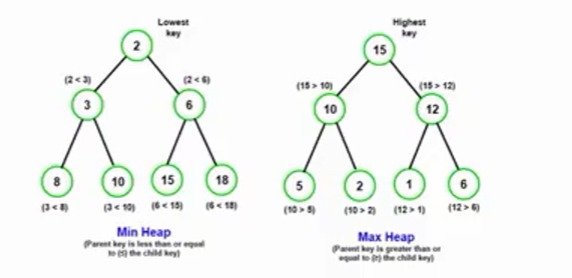 Lowest
key
2
(2 < 3)
(2 < 6)
3
6
8
10
15
18
(3 < 8)
(3 < 10)
(6 < 15)
(6 < 18)
Min Heap
(Parent key is less than or equal
to (≤) the child key)
Highest
key
15
(15 > 10)
(15 > 12)
10
12
5
2
1
6
(10 > 5)
(10 > 2)
(12 > 1)
(12 > 6)
Max Heap
(Parent key is greater than or
equal to (≥) the child key)